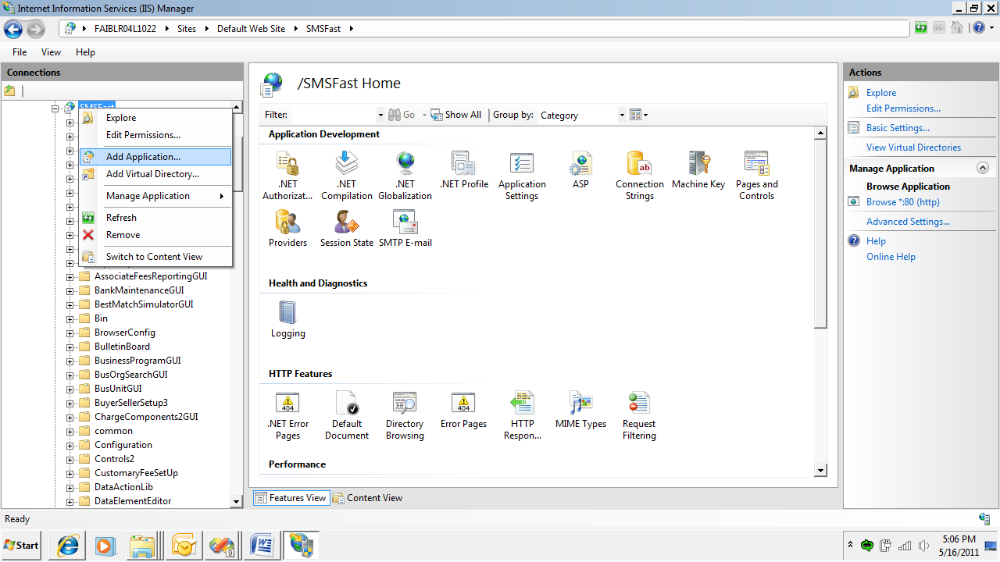 Internet Information Services (IIS) Manager
FAIBLR04L1022 Sites Default Web Site SMSFast
File View Help
Connections
SMSFast
Explore
Edit Permissions...
Add Application...
Add Virtual Directory...
Manage Application
Refresh
Remove
Switch to Content View
AssociateFeesReportingGUI
BankMaintenanceGUI
BestMatchSimulatorGUI
Bin
BrowserConfig
BulletinBoard
BusinessProgramGUI
BusOrgSearchGUI
BusUnitGUI
BuyerSellerSetup3
ChargeComponents2GUI
common
Configuration
Controls2
CustomaryFeeSetUp
DataActionLib
DataElementEditor
/SMSFast Home
Filter: Go Show All Group by: Category
Application Development
.NET Authorizat...
.NET Compilation
.NET Globalization
.NET Profile
Application Settings
ASP
Connection Strings
Machine Key
Pages and Controls
Providers
Session State
SMTP E-mail
Health and Diagnostics
Logging
HTTP Features
.NET Error Pages
Default Document
Directory Browsing
Error Pages
HTTP Respon...
MIME Types
Request Filtering
Performance
Features View Content View
Actions
Explore
Edit Permissions...
Basic Settings...
View Virtual Directories
Manage Application
Browse Application
Browse *:80 (http)
Advanced Settings...
Help
Online Help
Ready
Start
9
5:06 PM
5/16/2011